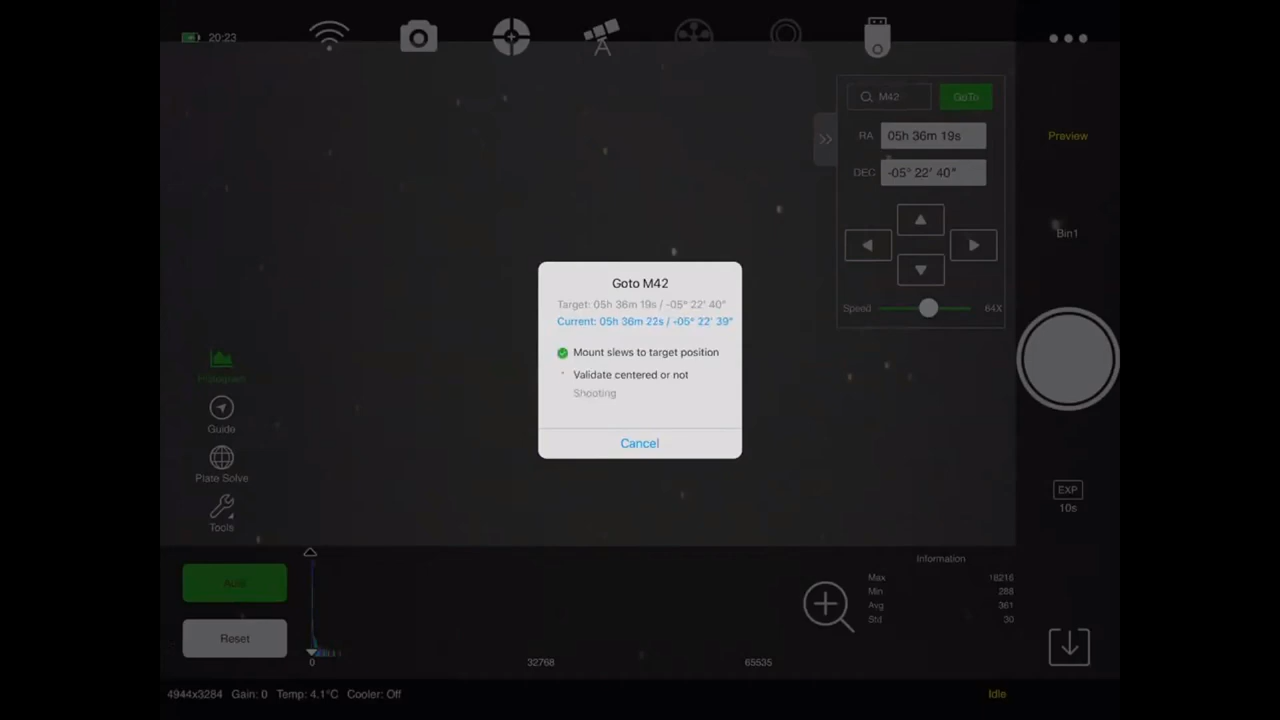 20:23
M42
GoTo
RA 05h 36m 19s
DEC -05° 22' 40"
Speed 64X
Preview
Bin1
EXP
10s
Goto M42
Target: 05h 36m 19s / -05° 22' 40"
Current: 05h 36m 22s / -05° 22' 39"
Mount slews to target position
Validate centered or not
Shooting
Cancel
Histogram
Guide
Plate Solve
Tools
Auto
Reset
0
32768
65535
Information
Max 18216
Min 288
Avg 361
Std 30
4944x3284 Gain: 0 Temp: 4.1°C Cooler: Off
Idle